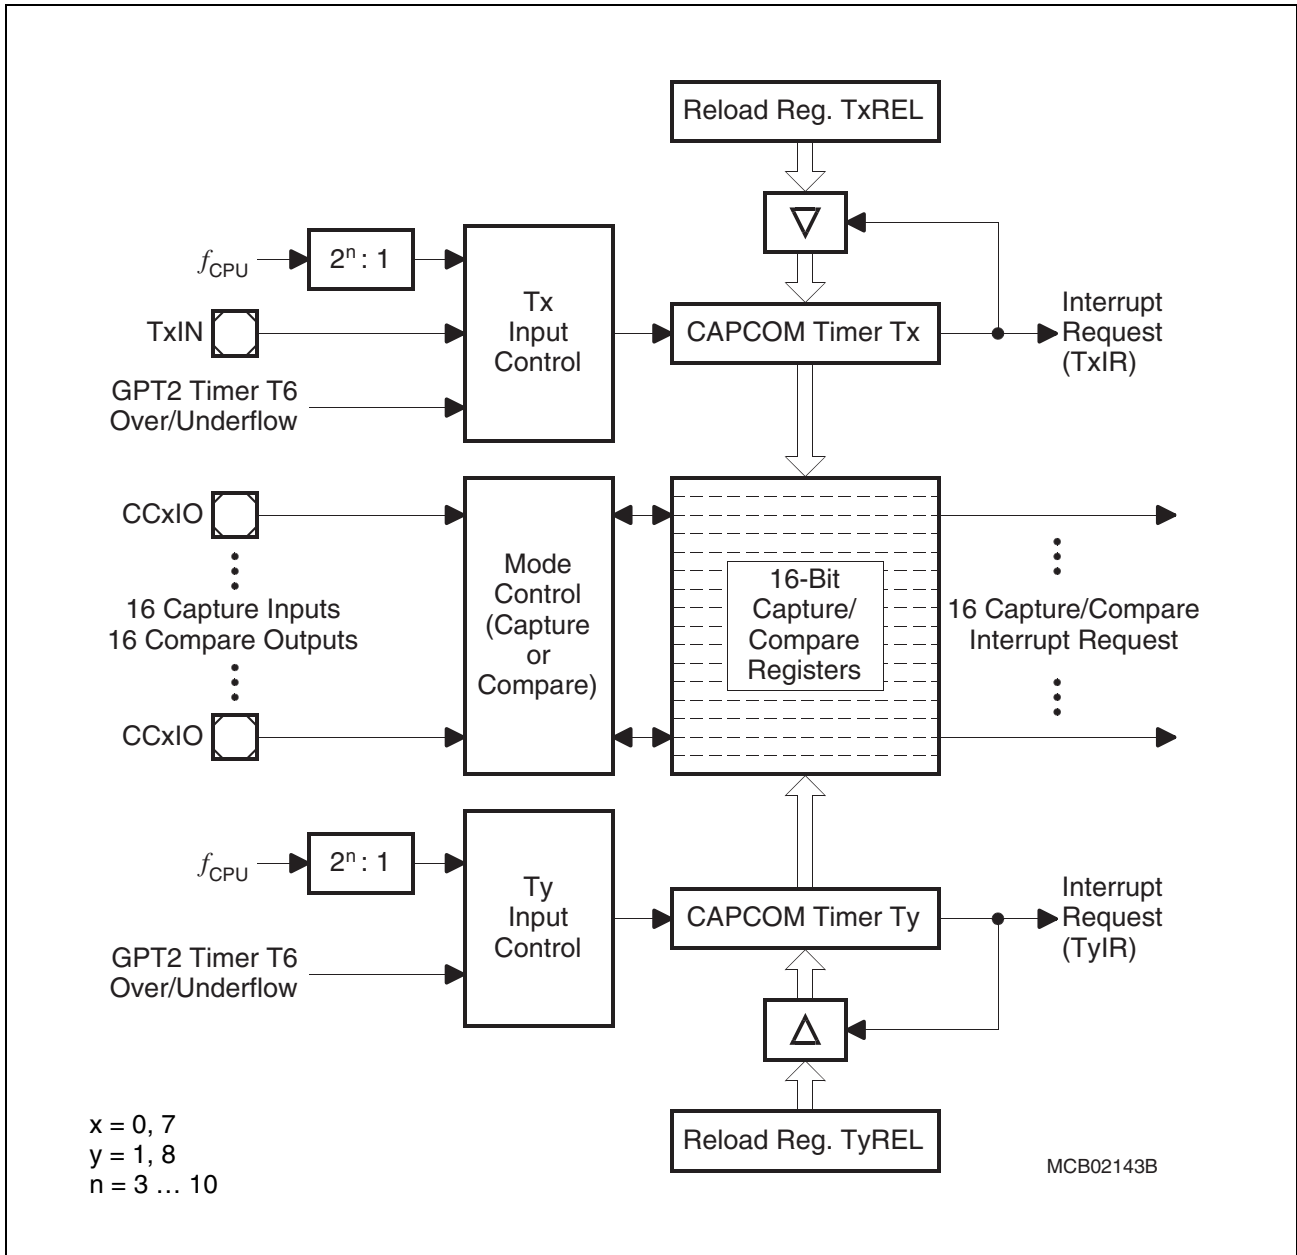 Reload Reg. TxREL
fCPU
2ⁿ : 1
TxIN
GPT2 Timer T6
Over/Underflow
Tx
Input
Control
CAPCOM Timer Tx
Interrupt
Request
(TxIR)
CCxIO
16 Capture Inputs
16 Compare Outputs
CCxIO
Mode
Control
(Capture
or
Compare)
16-Bit
Capture/
Compare
Registers
16 Capture/Compare
Interrupt Request
fCPU
2ⁿ : 1
GPT2 Timer T6
Over/Underflow
Ty
Input
Control
CAPCOM Timer Ty
Interrupt
Request
(TyIR)
Reload Reg. TyREL
x = 0, 7
y = 1, 8
n = 3 … 10
MCB02143B